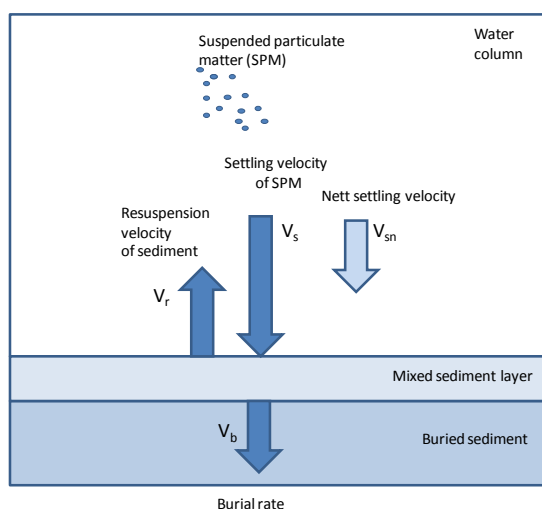 Suspended particulate
matter (SPM)
Water
column
Settling velocity
of SPM
Nett settling velocity
Resuspension
velocity
of sediment
Vs
Vsn
Vr
Mixed sediment layer
Vb
Buried sediment
Burial rate